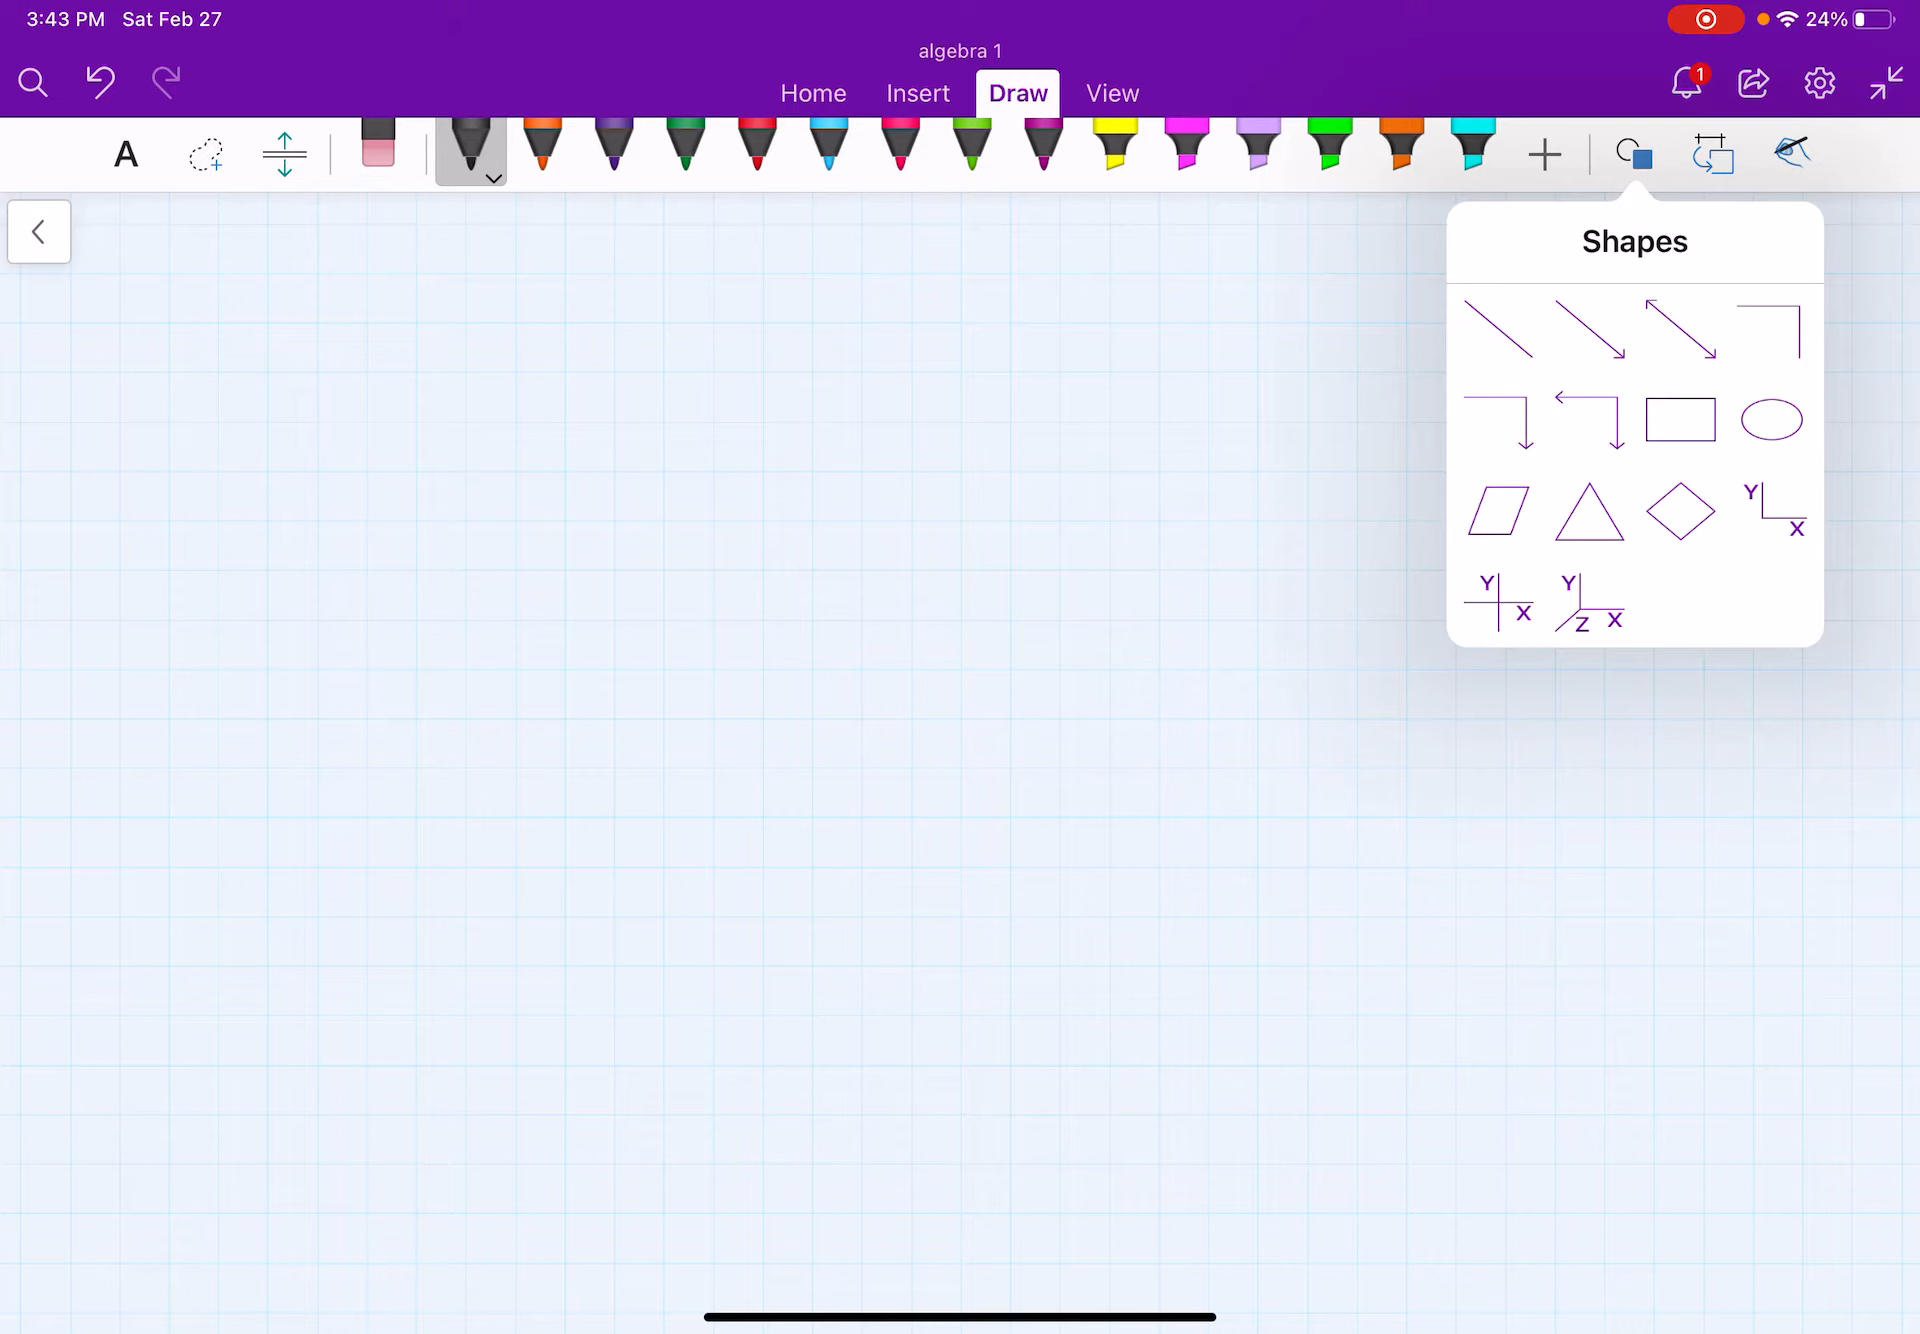 3:43 PM Sat Feb 27
24%
algebra 1
Home Insert Draw View
1
A
Shapes
Y
X
Y
X
Y
Z X